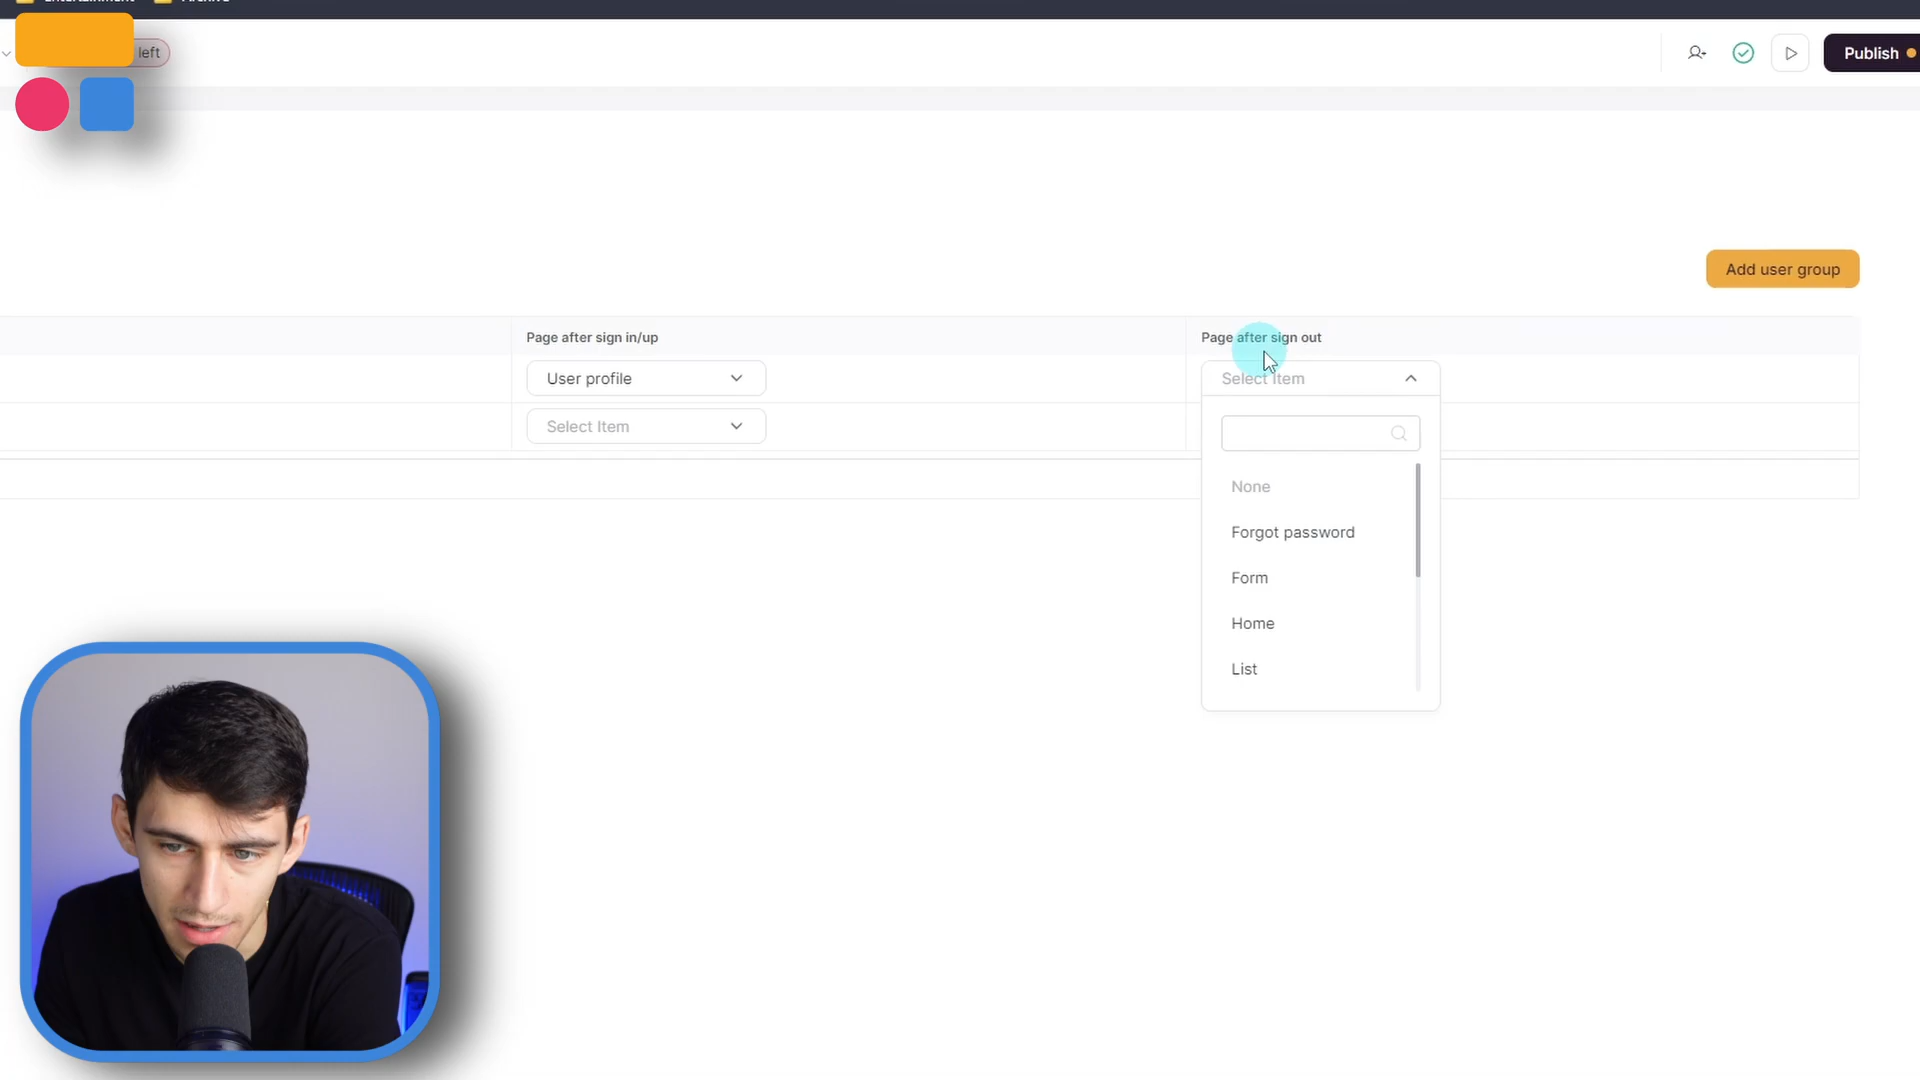 left
Publish
Add user group
Page after sign in/up
Page after sign out
User profile
Select Item
Select Item
None
Forgot password
Form
Home
List